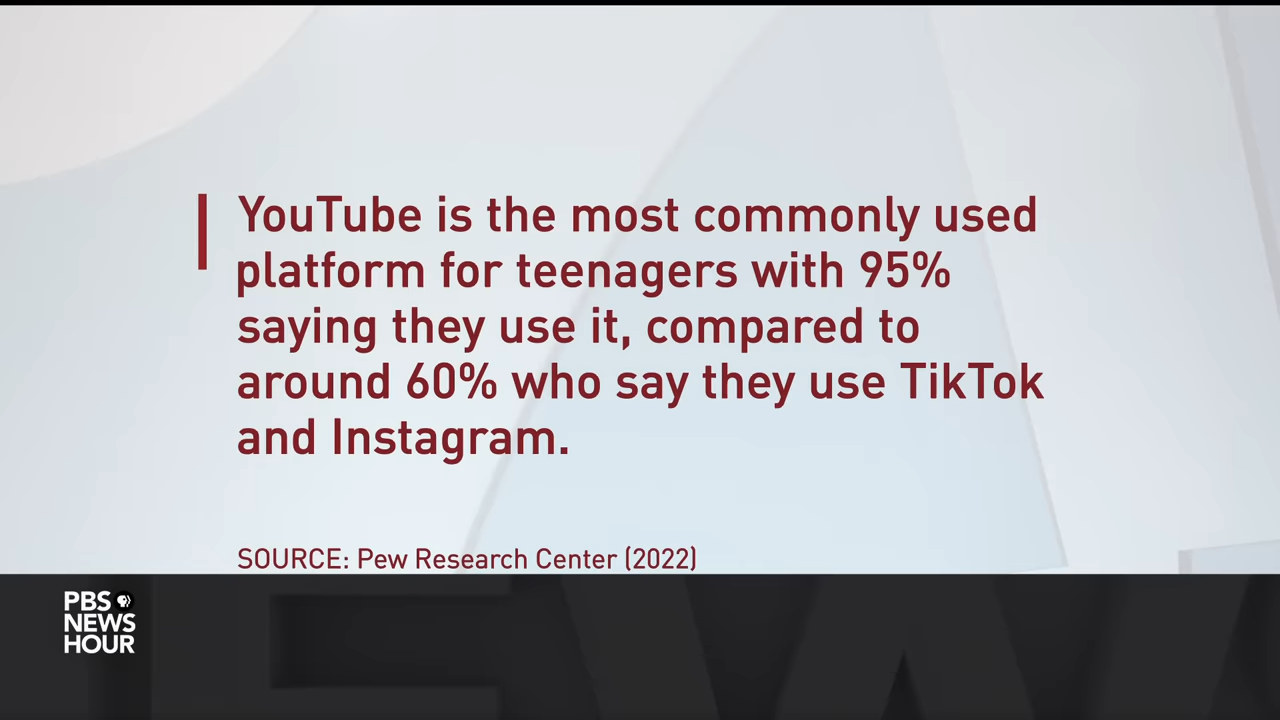 YouTube is the most commonly used
platform for teenagers with 95%
saying they use it, compared to
around 60% who say they use TikTok
and Instagram.
SOURCE: Pew Research Center (2022)
PBS
NEWS
HOUR